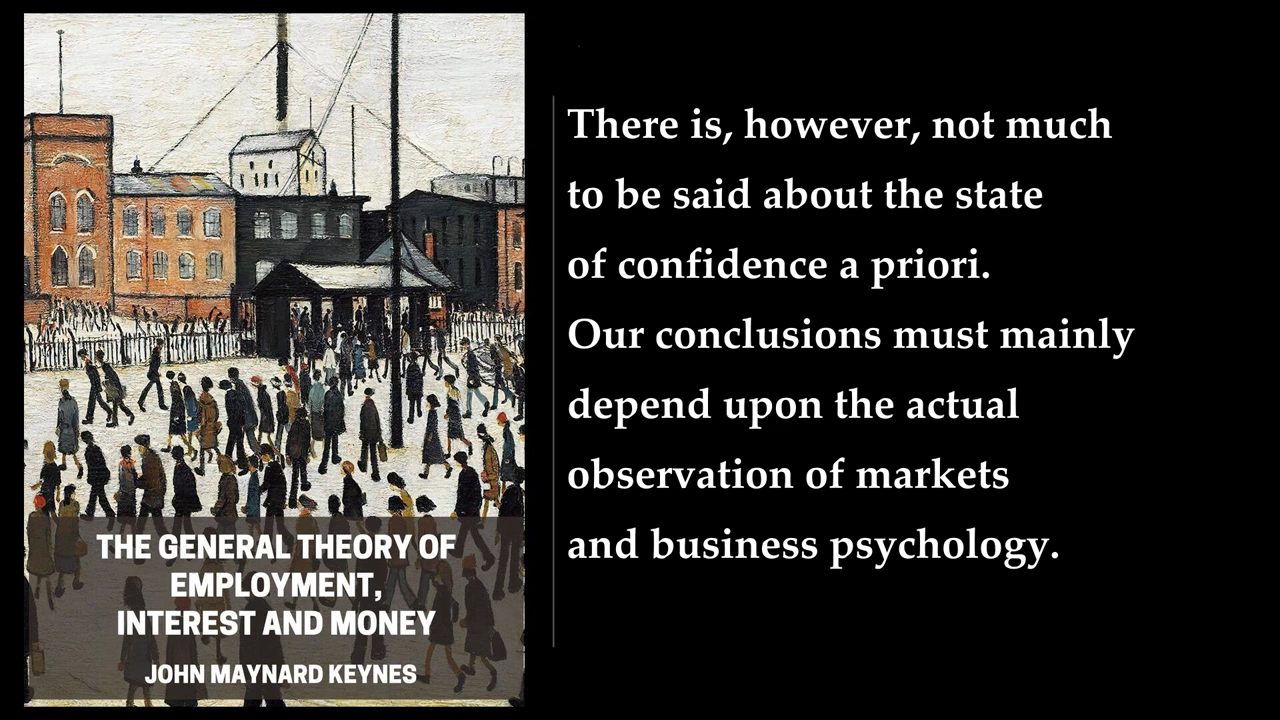 THE GENERAL THEORY OF
EMPLOYMENT,
INTEREST AND MONEY
JOHN MAYNARD KEYNES
There is, however, not much
to be said about the state
of confidence a priori.
Our conclusions must mainly
depend upon the actual
observation of markets
and business psychology.